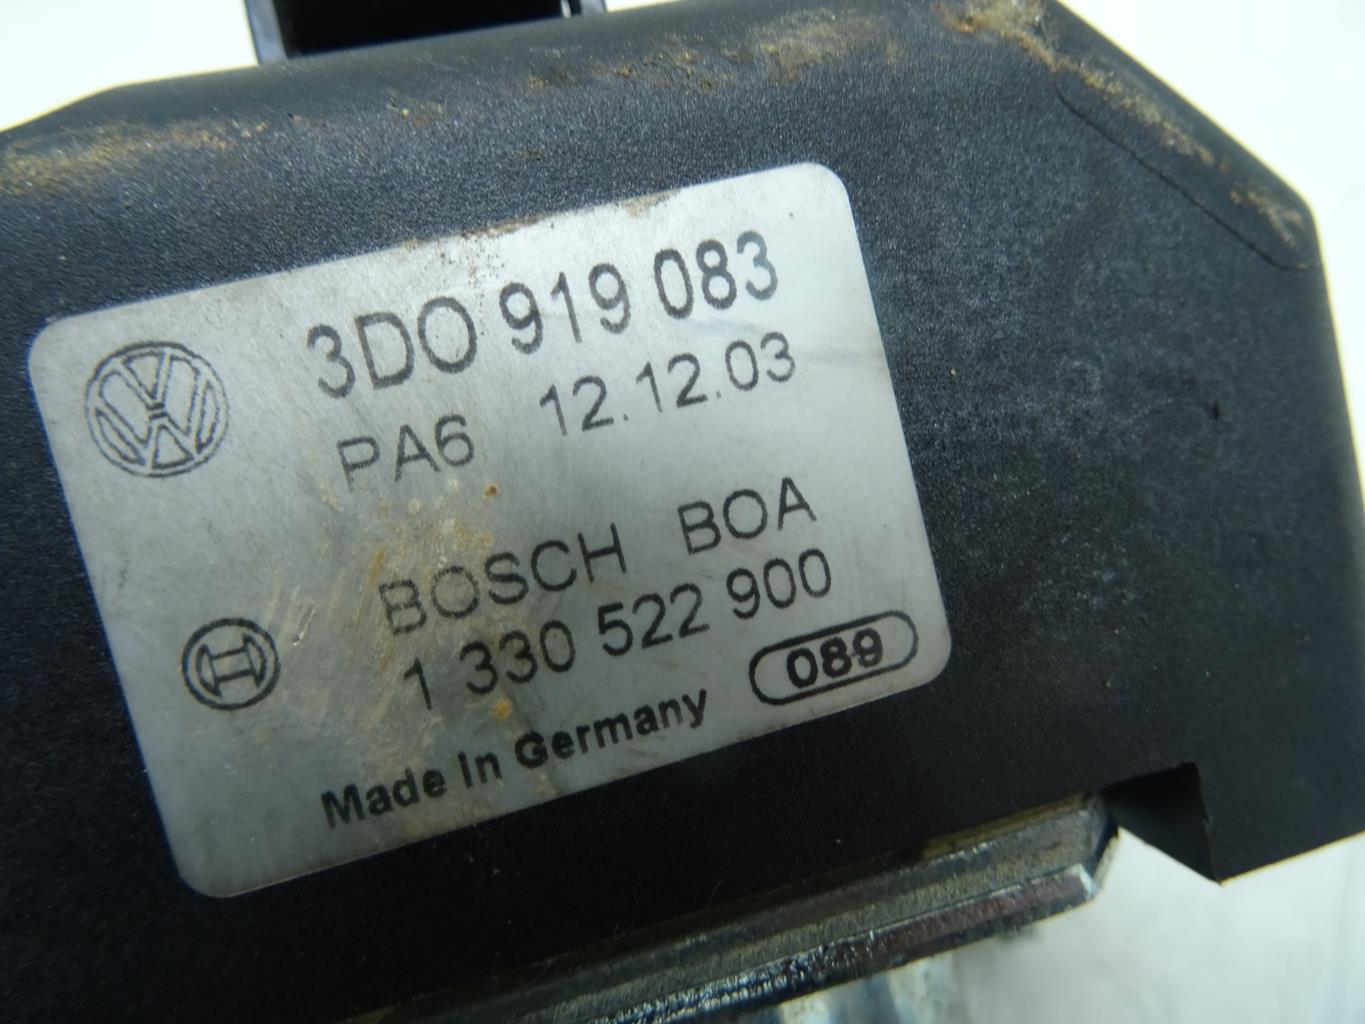 3D0 919 083
PA6 12.12.03
BOSCH BOA
1 330 522 900
Made in Germany 089